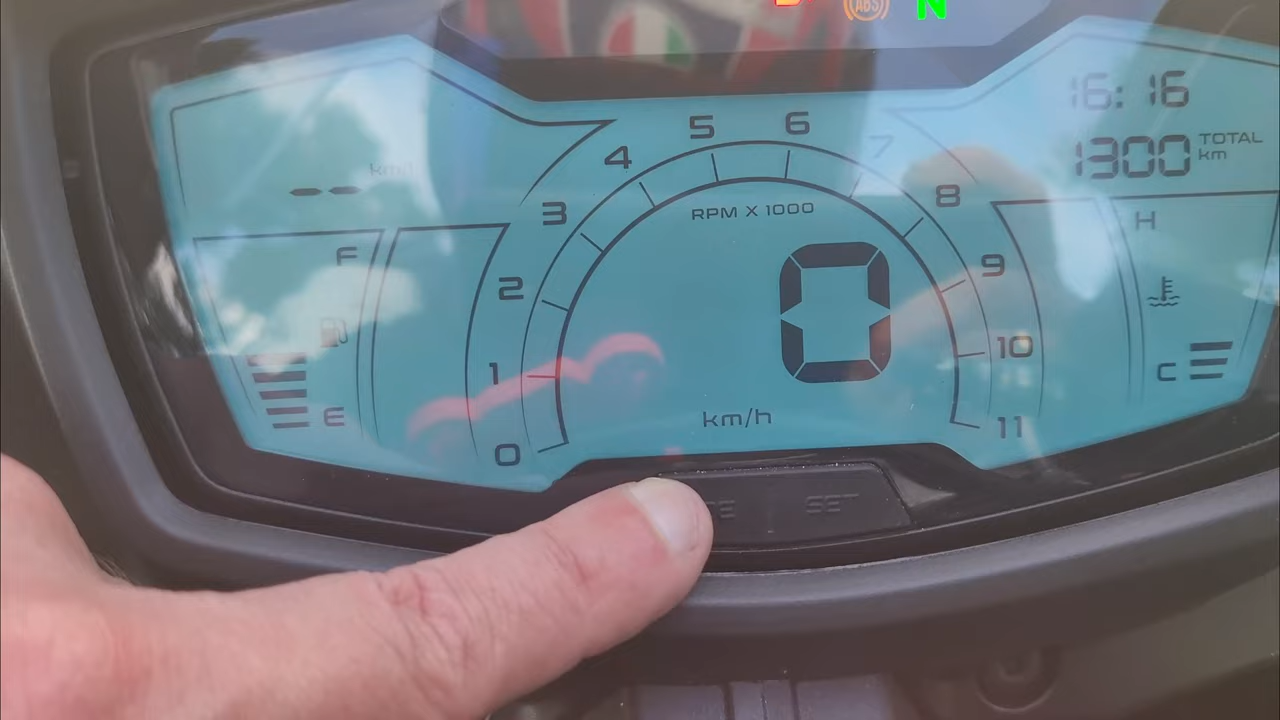 ABS N
16:16
1300 TOTAL km
-- km/l
0 1 2 3 4 5 6 7 8 9 10 11
RPM X 1000
0
km/h
F
E
H
C
SET